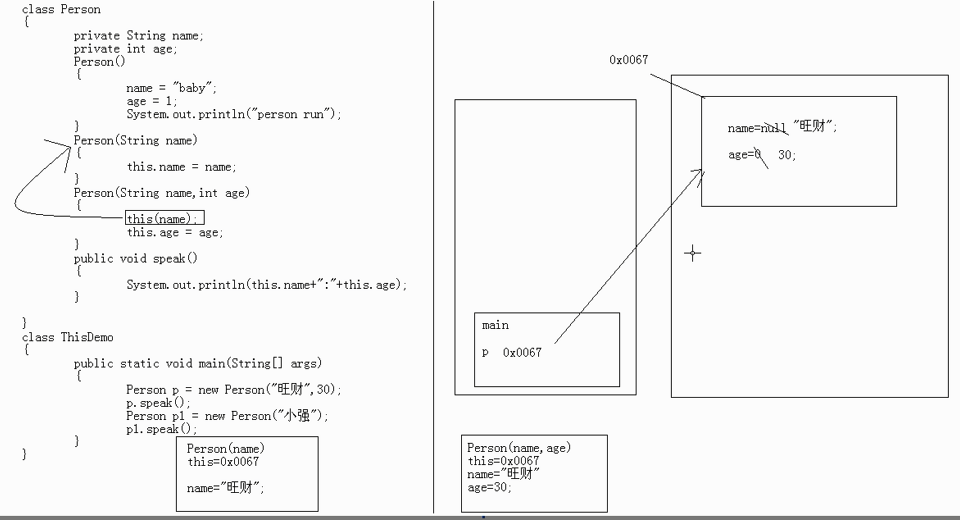 class Person
{
private String name;
private int age;
Person()
{
name = "baby";
age = 1;
System.out.println("person run");
}
Person(String name)
{
this.name = name;
}
Person(String name,int age)
{
this(name);
this.age = age;
}
public void speak()
{
System.out.println(this.name+":"+this.age);
}
}
class ThisDemo
{
public static void main(String[] args)
{
Person p = new Person("旺财",30);
p.speak();
Person p1 = new Person("小强");
p1.speak();
}
}
Person(name)
this=0x0067
name="旺财";
0x0067
name=null "旺财";
age=0 30;
main
p 0x0067
Person(name,age)
this=0x0067
name="旺财"
age=30;